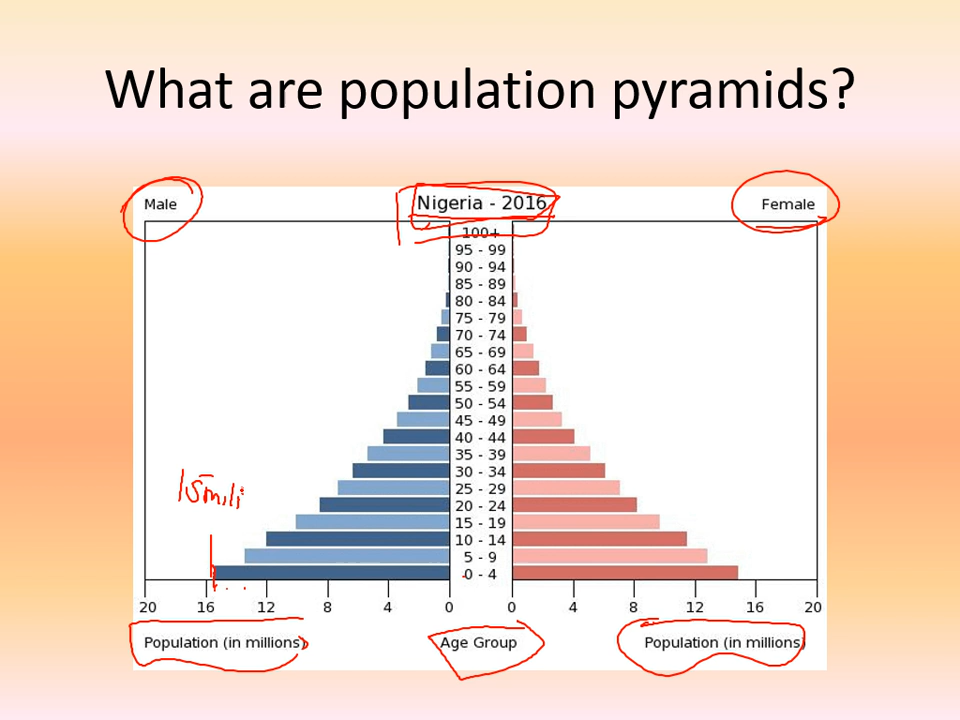 What are population pyramids?
Male
Nigeria - 2016
Female
100+
95 - 99
90 - 94
85 - 89
80 - 84
75 - 79
70 - 74
65 - 69
60 - 64
55 - 59
50 - 54
45 - 49
40 - 44
35 - 39
30 - 34
25 - 29
20 - 24
15 - 19
10 - 14
5 - 9
0 - 4
15mili
20 16 12 8 4 0 0 4 8 12 16 20
Population (in millions) Age Group Population (in millions)